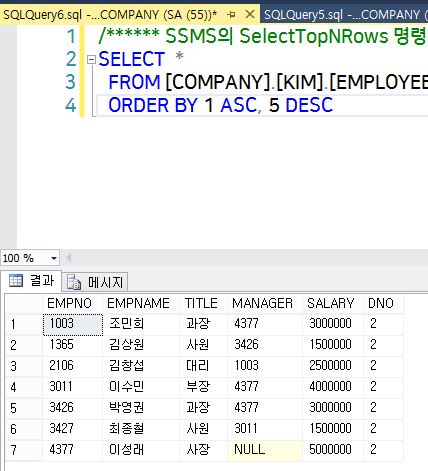 SQLQuery6.sql -...COMPANY (SA (55))* SQLQuery5.sql -...COMPANY (
1 /****** SSMS의 SelectTopNRows 명령
2 SELECT *
3 FROM [COMPANY].[KIM].[EMPLOYEE
4 ORDER BY 1 ASC, 5 DESC
100 %
결과 메시지
EMPNO EMPNAME TITLE MANAGER SALARY DNO
1 1003 조민희 과장 4377 3000000 2
2 1365 김상원 사원 3426 1500000 2
3 2106 김창섭 대리 1003 2500000 2
4 3011 이수민 부장 4377 4000000 2
5 3426 박영권 과장 4377 3000000 2
6 3427 최종철 사원 3011 1500000 2
7 4377 이성래 사장 NULL 5000000 2